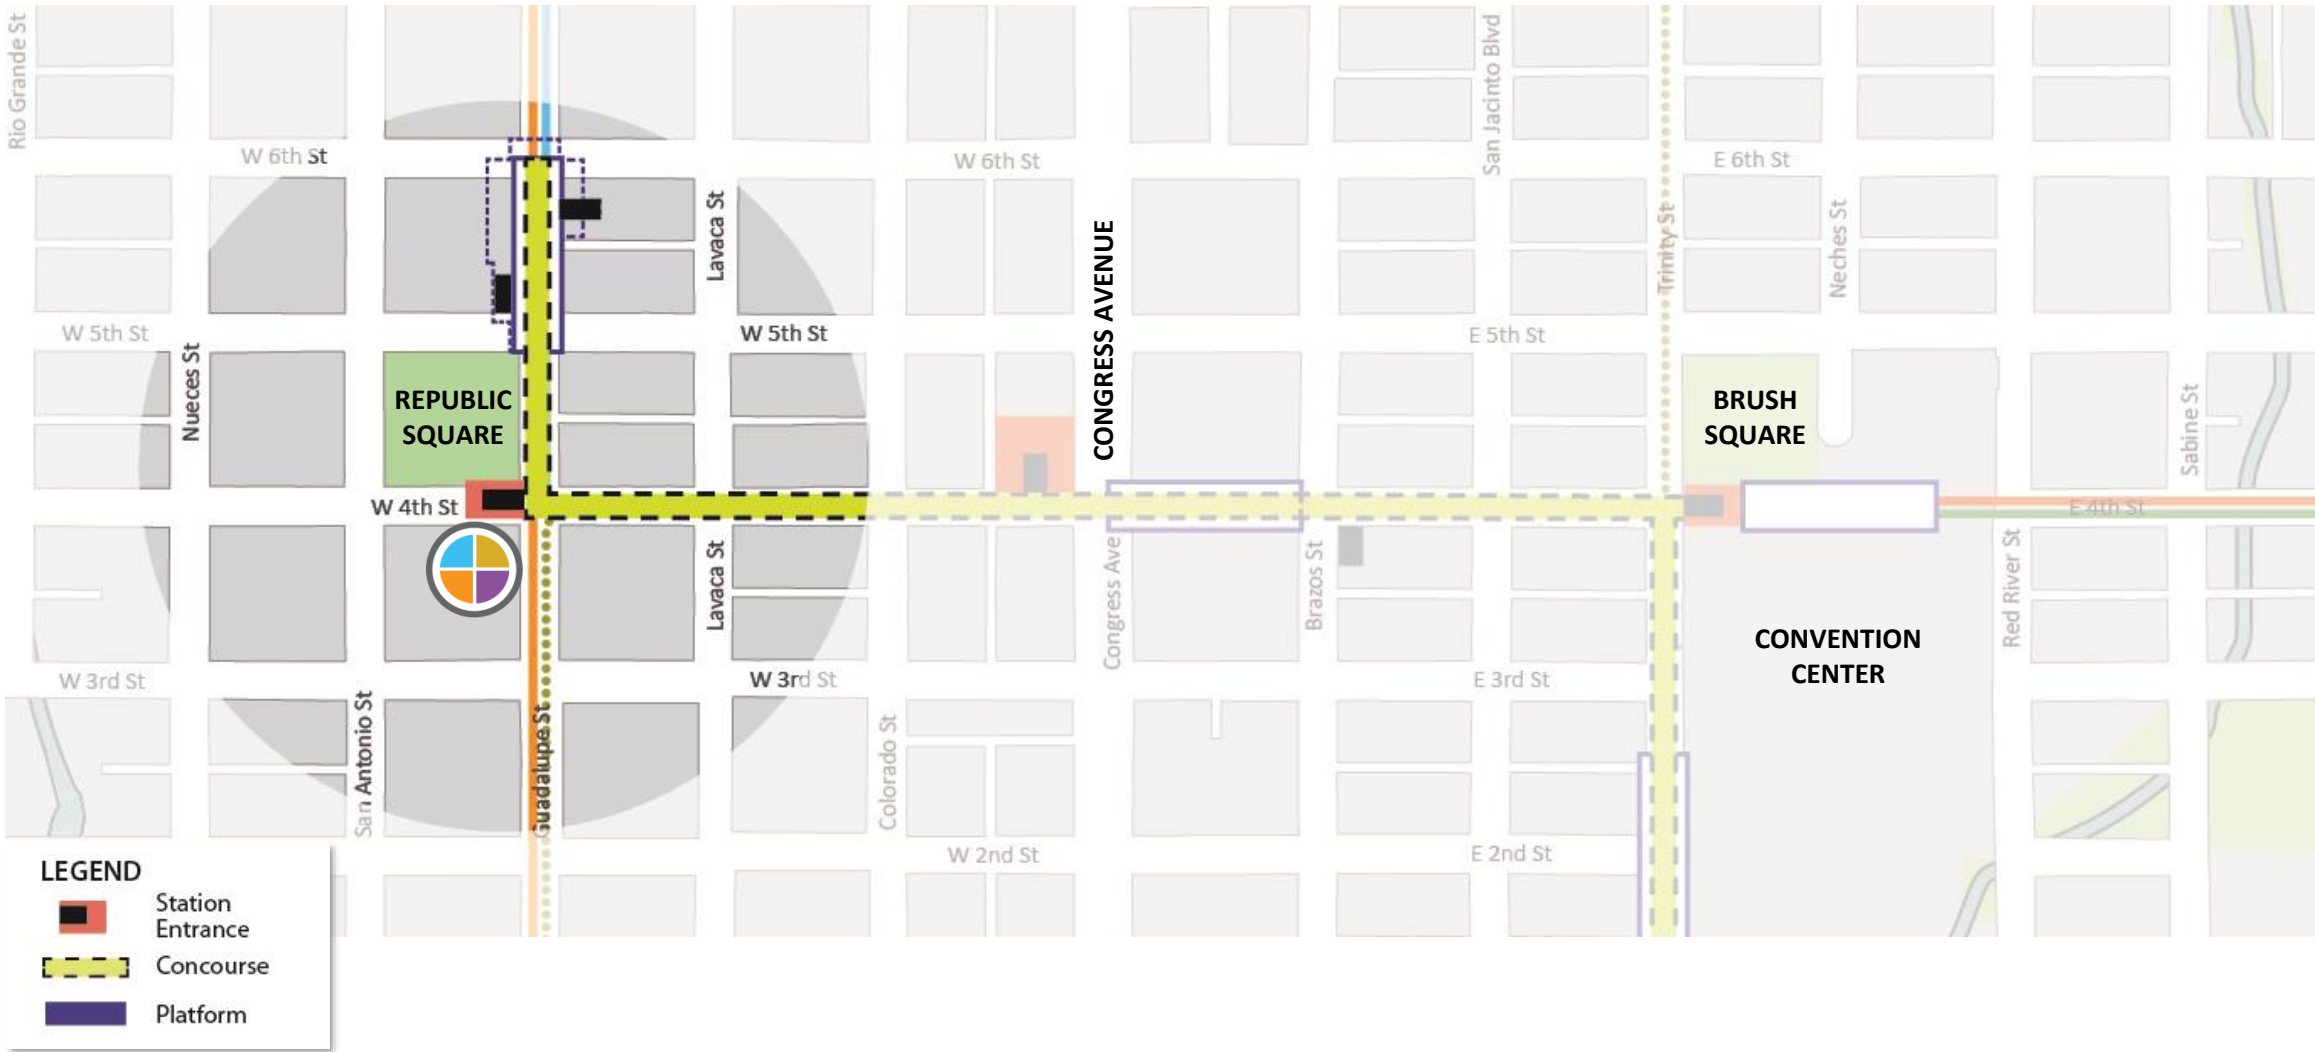 Rio Grande St
San Jacinto Blvd
W 6th St
W 6th St
E 6th St
Lavaca St
CONGRESS AVENUE
Trinity St
Neches St
W 5th St
W 5th St
E 5th St
Nueces St
REPUBLIC
SQUARE
BRUSH
SQUARE
Sabine St
W 4th St
E 4th St
Lavaca St
Congress Ave
Brazos St
Red River St
CONVENTION
CENTER
W 3rd St
W 3rd St
E 3rd St
San Antonio St
Guadalupe St
Colorado St
W 2nd St
E 2nd St
LEGEND
Station
Entrance
Concourse
Platform